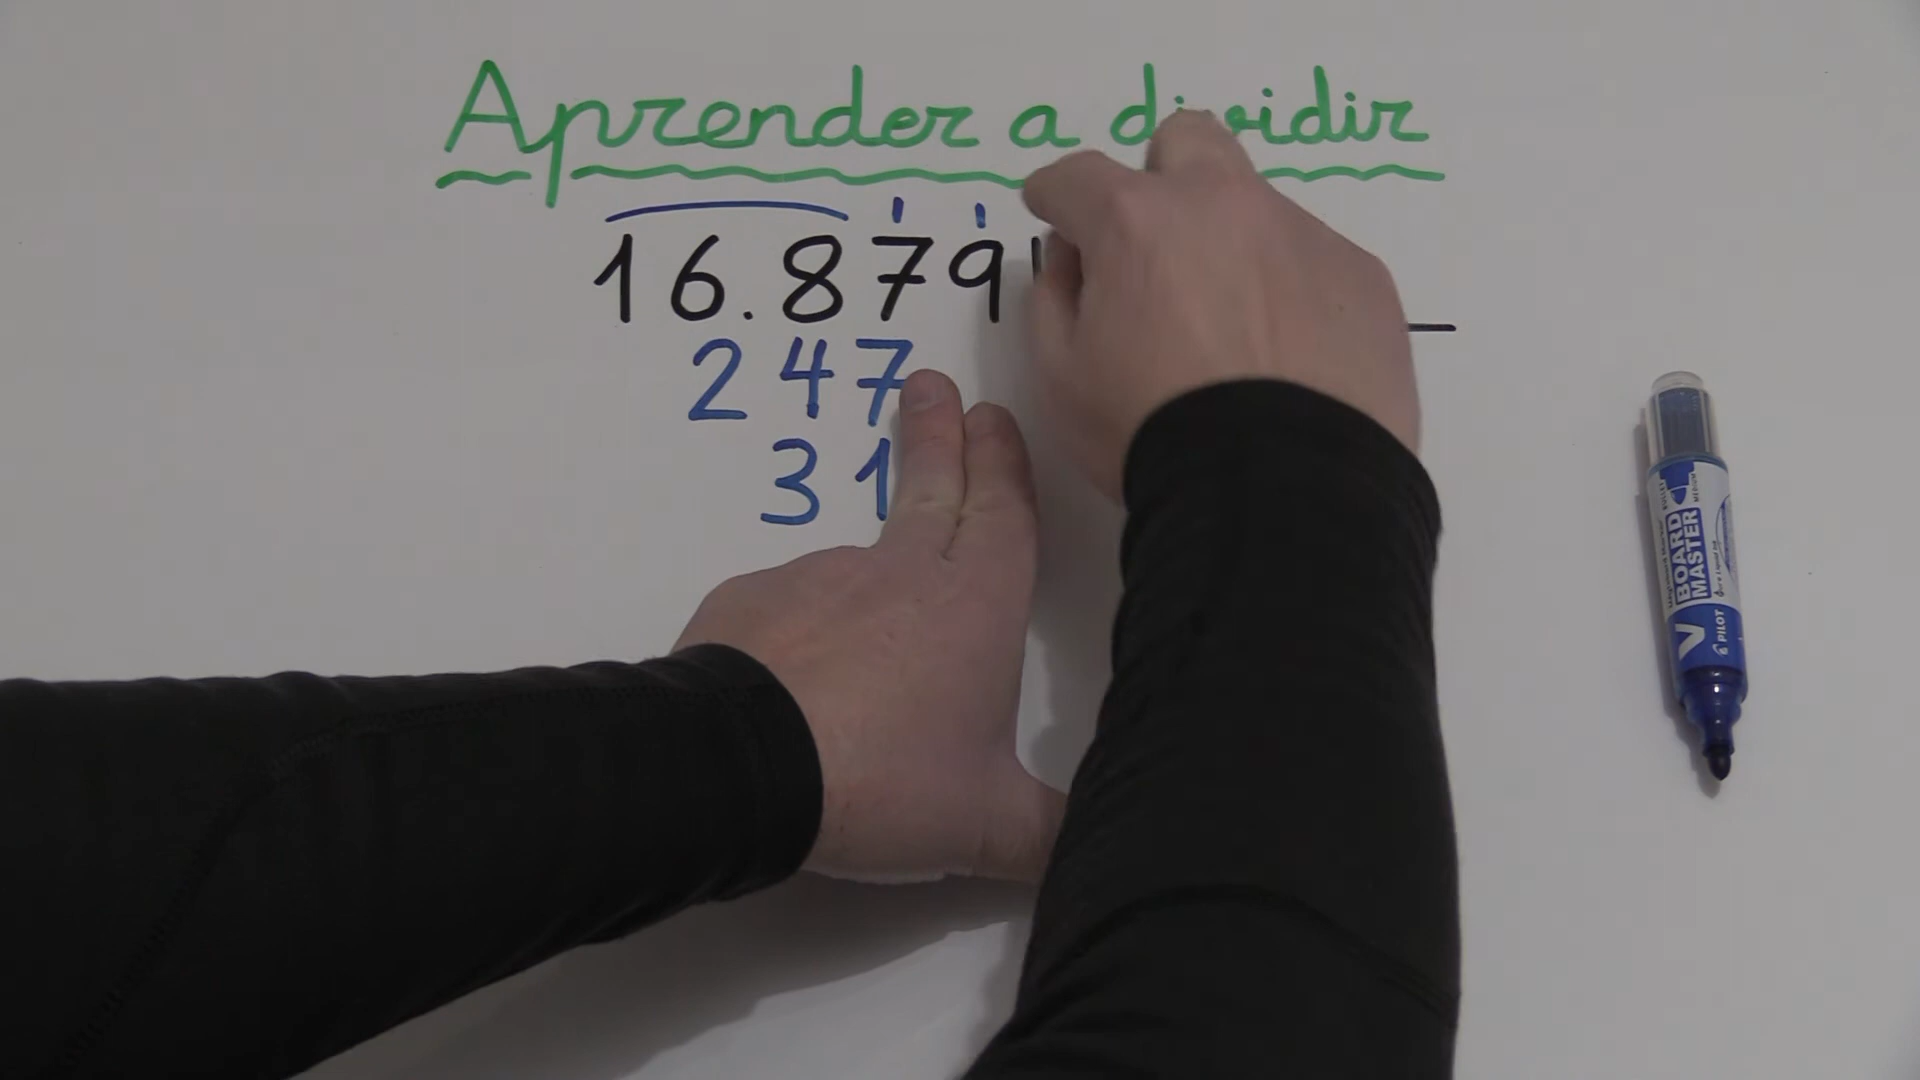 Aprender a dividir
16.879
247
31
V BOARD MASTER
PILOT